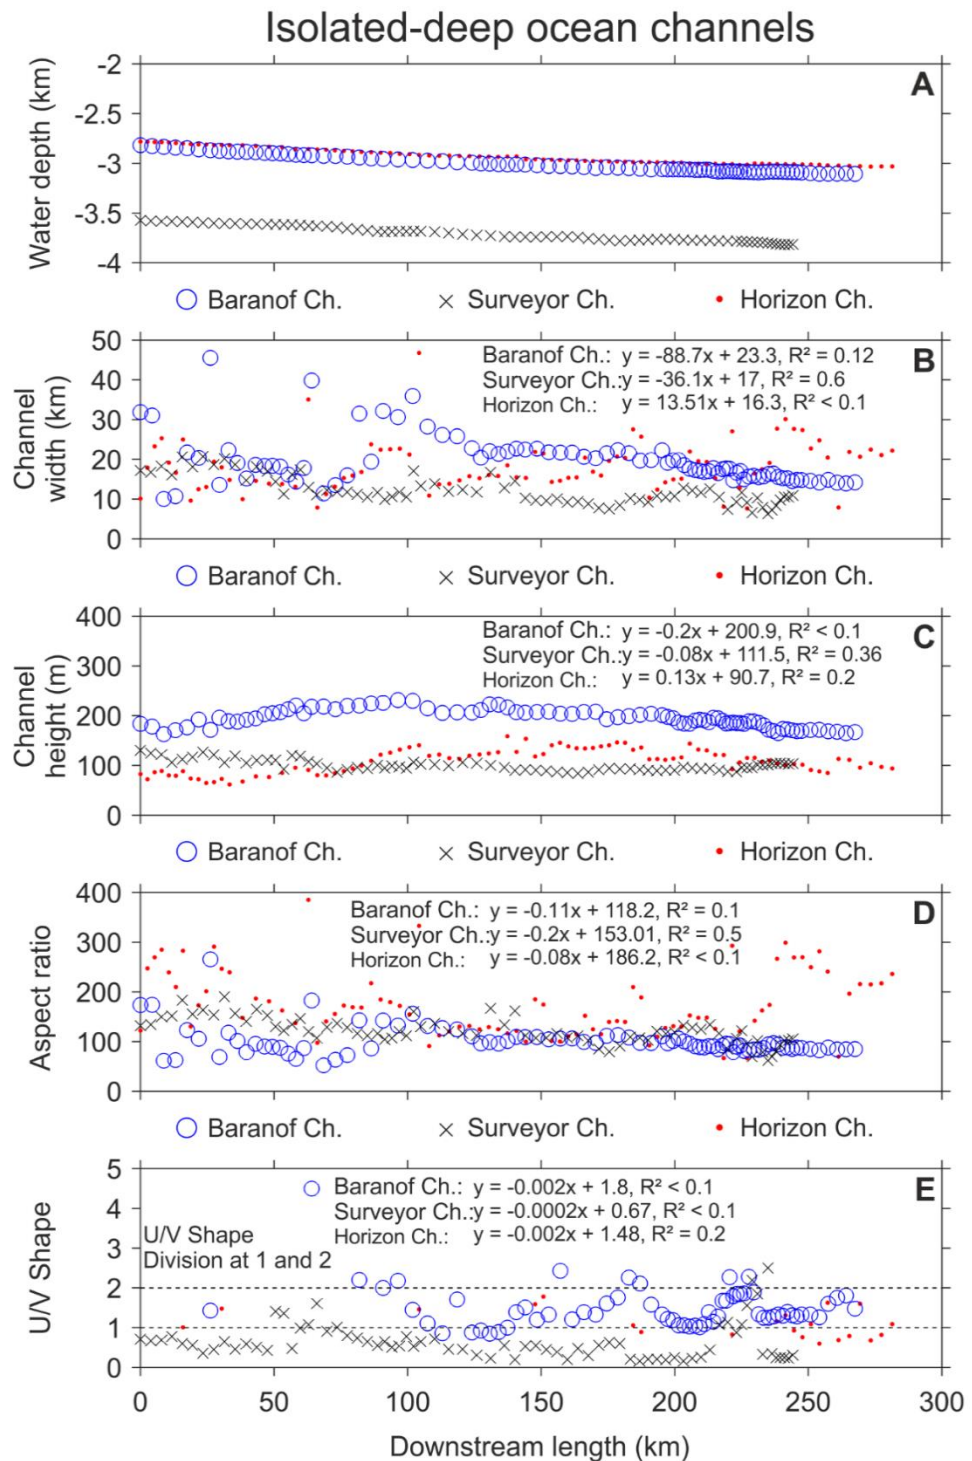 Isolated-deep ocean channels
A
Water depth (km)
-2
-2.5
-3
-3.5
-4
Baranof Ch. Surveyor Ch. Horizon Ch.
B
Channel
width (km)
50
40
30
20
10
0
Baranof Ch.: y = -88.7x + 23.3, R² = 0.12
Surveyor Ch.: y = -36.1x + 17, R² = 0.6
Horizon Ch.: y = 13.51x + 16.3, R² < 0.1
Baranof Ch. Surveyor Ch. Horizon Ch.
C
Channel
height (m)
400
300
200
100
0
Baranof Ch.: y = -0.2x + 200.9, R² < 0.1
Surveyor Ch.: y = -0.08x + 111.5, R² = 0.36
Horizon Ch.: y = 0.13x + 90.7, R² = 0.2
Baranof Ch. Surveyor Ch. Horizon Ch.
D
Aspect ratio
400
300
200
100
0
Baranof Ch.: y = -0.11x + 118.2, R² = 0.1
Surveyor Ch.: y = -0.2x + 153.01, R² = 0.5
Horizon Ch.: y = -0.08x + 186.2, R² < 0.1
Baranof Ch. Surveyor Ch. Horizon Ch.
E
U/V Shape
5
4
3
2
1
0
Baranof Ch.: y = -0.002x + 1.8, R² < 0.1
Surveyor Ch.: y = -0.0002x + 0.67, R² < 0.1
Horizon Ch.: y = -0.002x + 1.48, R² = 0.2
U/V Shape
Division at 1 and 2
0 50 100 150 200 250 300
Downstream length (km)